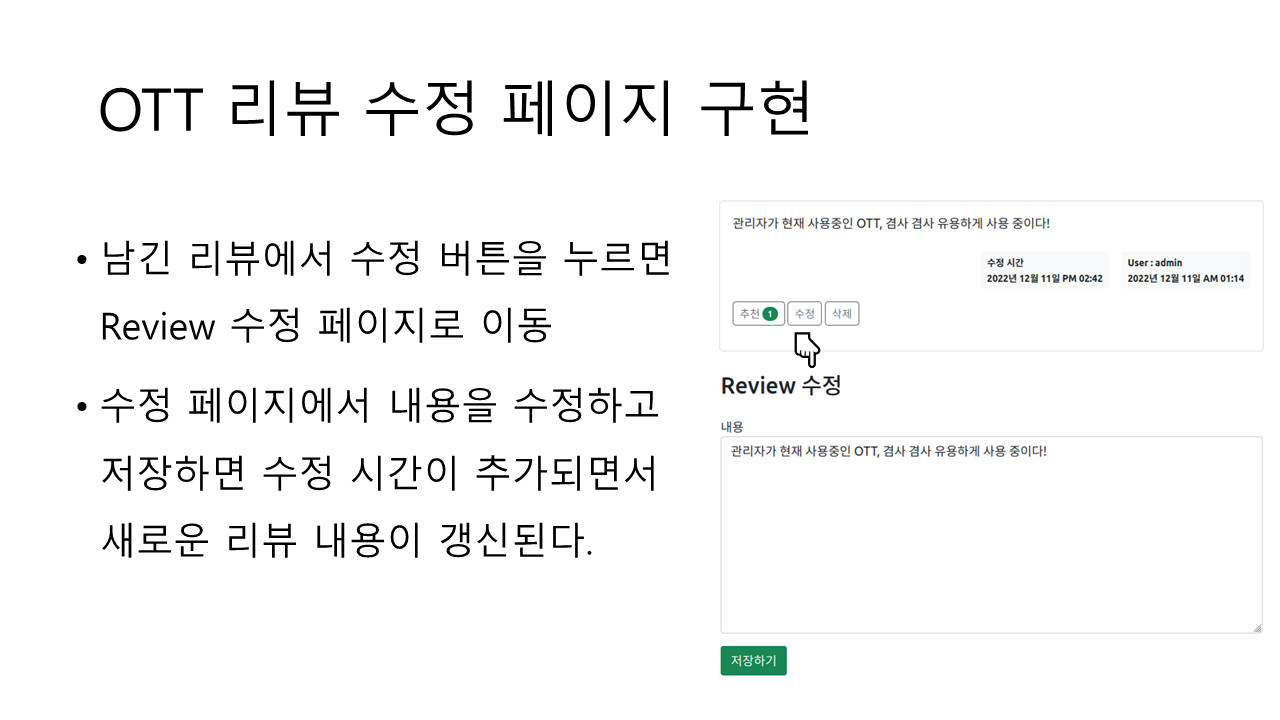 OTT 리뷰 수정 페이지 구현
• 남긴 리뷰에서 수정 버튼을 누르면
Review 수정 페이지로 이동
• 수정 페이지에서 내용을 수정하고
저장하면 수정 시간이 추가되면서
새로운 리뷰 내용이 갱신된다.
관리자가 현재 사용중인 OTT, 겸사 겸사 유용하게 사용 중이다!
수정 시간
2022년 12월 11일 PM 02:42
User : admin
2022년 12월 11일 AM 01:14
추천 1 수정 삭제
Review 수정
내용
관리자가 현재 사용중인 OTT, 겸사 겸사 유용하게 사용 중이다!
저장하기